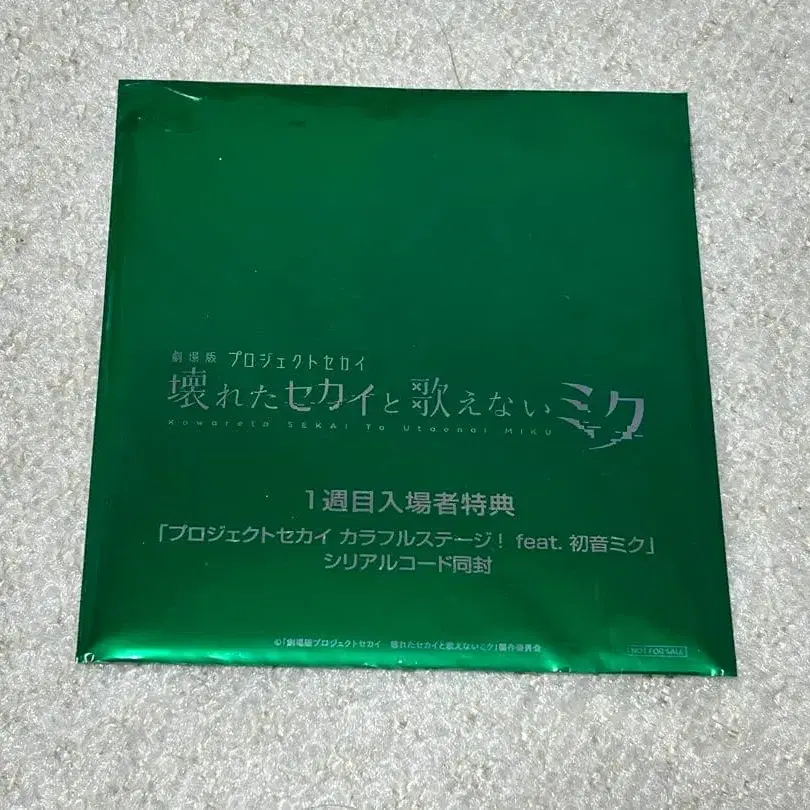 劇場版 プロジェクトセカイ
壊れたセカイと歌えないミク
Kowareta SEKAI To Utaenai MIKU
1週目入場者特典
「プロジェクトセカイ カラフルステージ! feat. 初音ミク」
シリアルコード同封
©「劇場版プロジェクトセカイ 壊れたセカイと歌えないミク」製作委員会
NOT FOR SALE